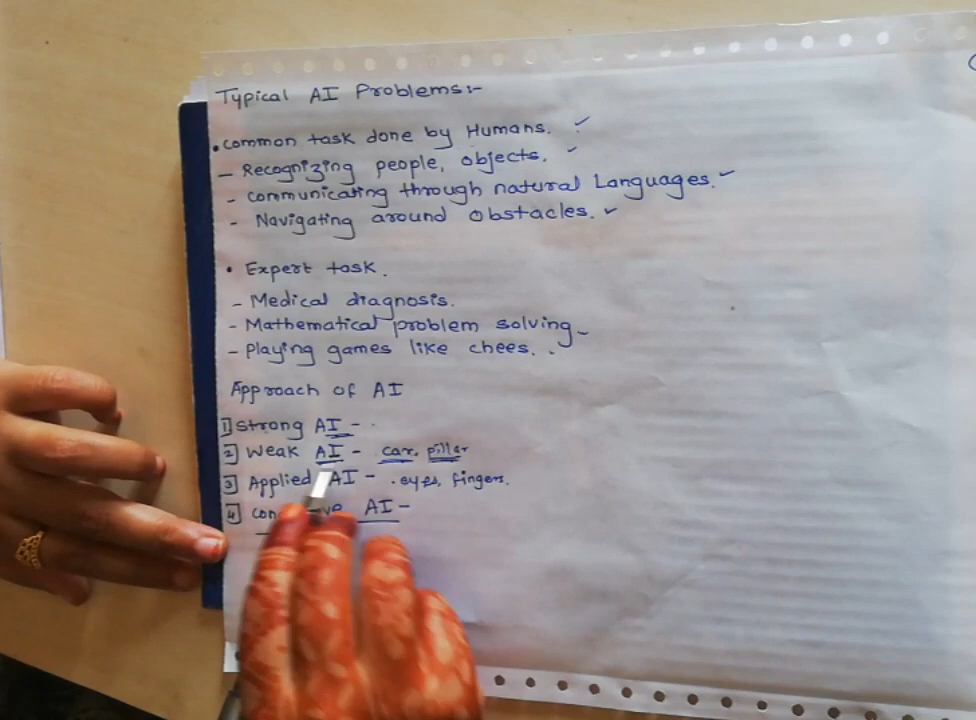 Typical AI Problems:-
• common task done by Humans. ✓
- Recognizing people, objects. ✓
- communicating through natural Languages. ✓
- Navigating around obstacles. ✓
• Expert task.
- Medical diagnosis.
- Mathematical problem solving
- Playing games like chees.
Approach of AI
1] Strong AI -
2] Weak AI - car, pillar
3] Applied AI - . eyes, fingers.
4] AI -